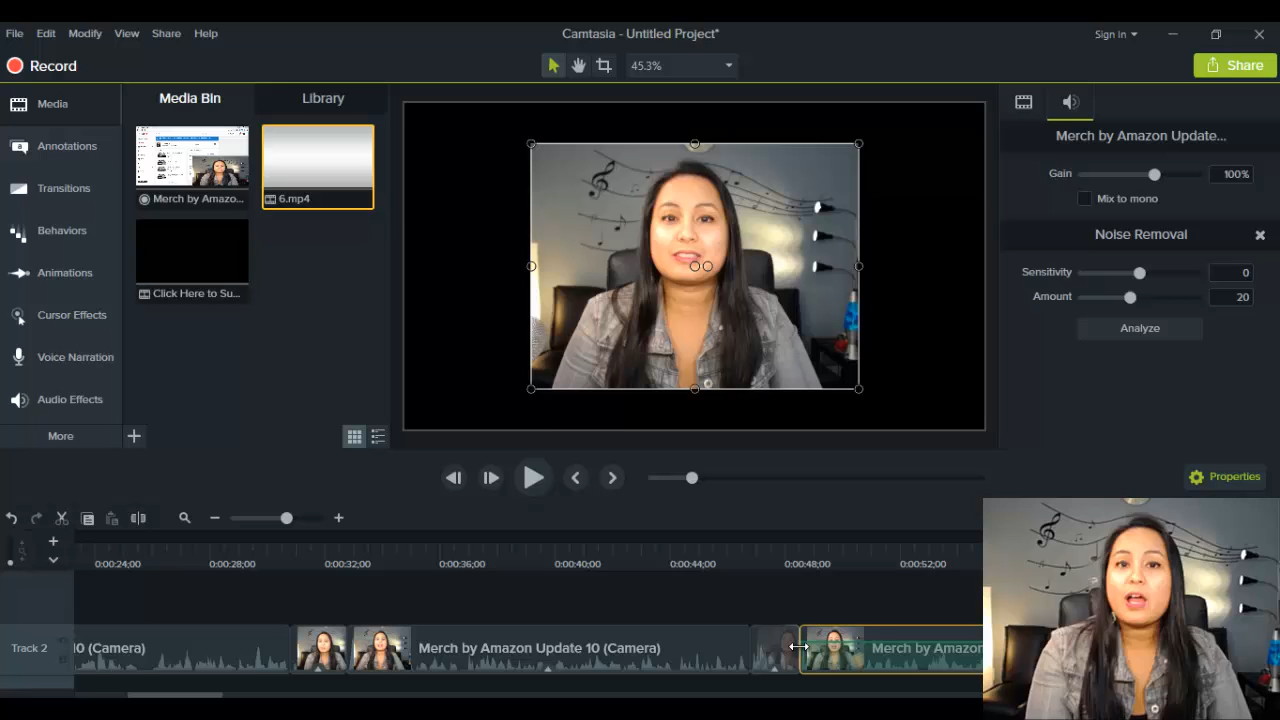 File Edit Modify View Share Help
Camtasia - Untitled Project*
Sign in
Record
45.3%
Share
Media
Annotations
Transitions
Behaviors
Animations
Cursor Effects
Voice Narration
Audio Effects
More
Media Bin
Library
Merch by Amazo...
6.mp4
Click Here to Su...
Merch by Amazon Update...
Gain 100%
Mix to mono
Noise Removal
Sensitivity 0
Amount 20
Analyze
Properties
0:00:24;00 0:00:28;00 0:00:32;00 0:00:36;00 0:00:40;00 0:00:44;00 0:00:48;00 0:00:52;00
Track 2
10 (Camera)
Merch by Amazon Update 10 (Camera)
Merch by Amazon